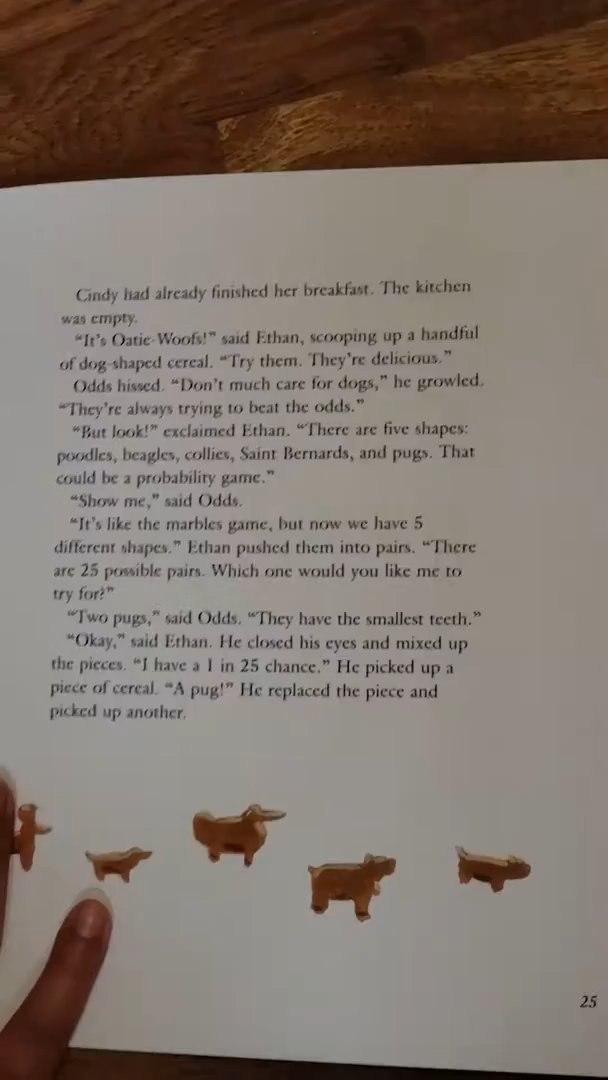 Cindy had already finished her breakfast. The kitchen
was empty.
“It’s Oatie-Woofs!” said Ethan, scooping up a handful
of dog-shaped cereal. “Try them. They’re delicious.”
Odds hissed. “Don’t much care for dogs,” he growled.
“They’re always trying to beat the odds.”
“But look!” exclaimed Ethan. “There are five shapes:
poodles, beagles, collies, Saint Bernards, and pugs. That
could be a probability game.”
“Show me,” said Odds.
“It’s like the marbles game, but now we have 5
different shapes.” Ethan pushed them into pairs. “There
are 25 possible pairs. Which one would you like me to
try for?”
“Two pugs,” said Odds. “They have the smallest teeth.”
“Okay,” said Ethan. He closed his eyes and mixed up
the pieces. “I have a 1 in 25 chance.” He picked up a
piece of cereal. “A pug!” He replaced the piece and
picked up another.
25